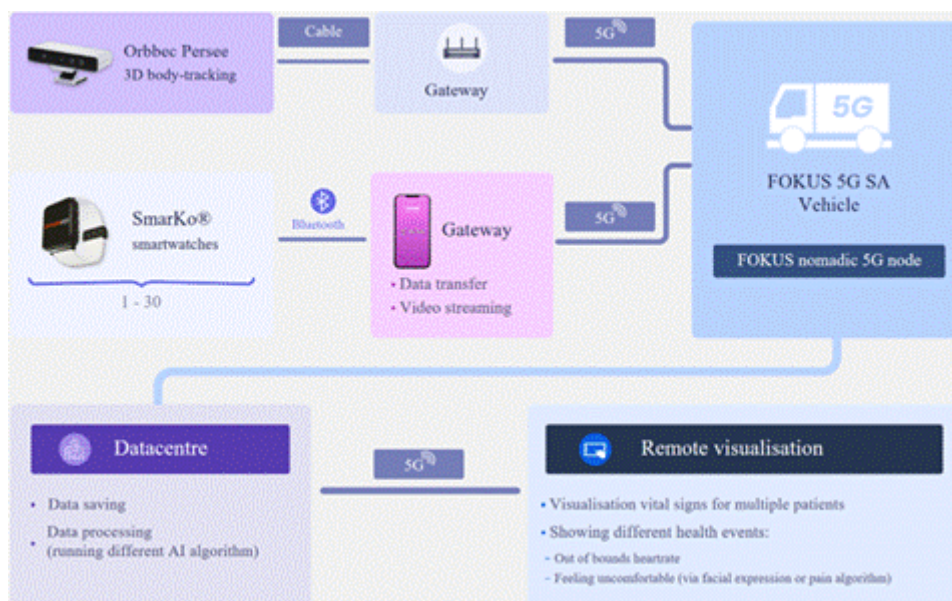 Orbbec Persee
3D body-tracking
Cable
Gateway
5G
SmarKo®
smartwatches
1 - 30
Bluetooth
Gateway
• Data transfer
• Video streaming
5G
5G
FOKUS 5G SA
Vehicle
FOKUS nomadic 5G node
Datacentre
• Data saving
• Data processing
(running different AI algorithm)
5G
Remote visualisation
• Visualisation vital signs for multiple patients
• Showing different health events:
- Out of bounds heartrate
- Feeling uncomfortable (via facial expression or pain algorithm)